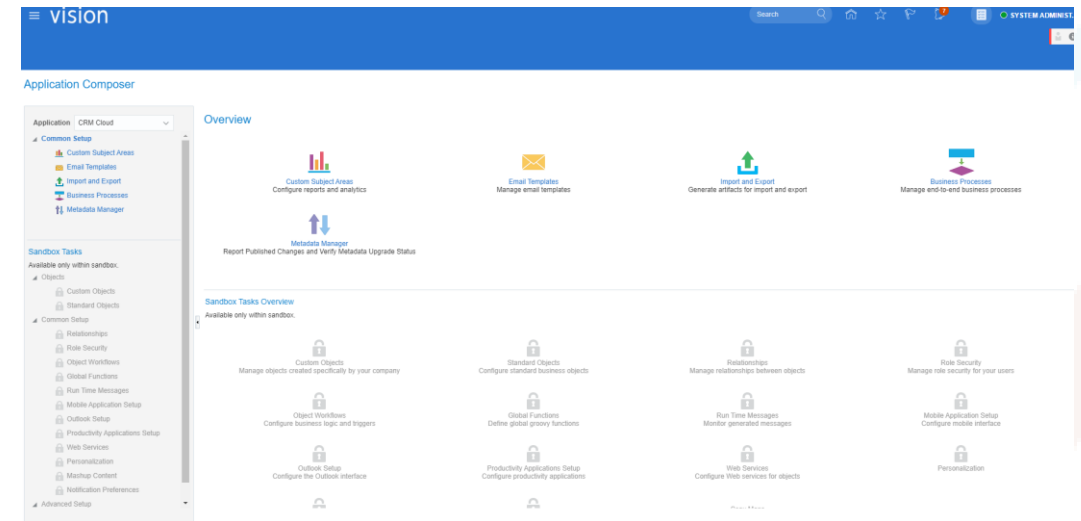 ≡ vision
Search
7
SYSTEM ADMINIST.
Application Composer
Application CRM Cloud
Common Setup
Custom Subject Areas
Email Templates
Import and Export
Business Processes
Metadata Manager
Sandbox Tasks
Available only within sandbox.
Objects
Custom Objects
Standard Objects
Common Setup
Relationships
Role Security
Object Workflows
Global Functions
Run Time Messages
Mobile Application Setup
Outlook Setup
Productivity Applications Setup
Web Services
Personalization
Mashup Content
Notification Preferences
Advanced Setup
Overview
Custom Subject Areas
Configure reports and analytics
Email Templates
Manage email templates
Import and Export
Generate artifacts for import and export
Business Processes
Manage end-to-end business processes
Metadata Manager
Report Published Changes and Verify Metadata Upgrade Status
Sandbox Tasks Overview
Available only within sandbox.
Custom Objects
Manage objects created specifically by your company
Standard Objects
Configure standard business objects
Relationships
Manage relationships between objects
Role Security
Manage role security for your users
Object Workflows
Configure business logic and triggers
Global Functions
Define global groovy functions
Run Time Messages
Monitor generated messages
Mobile Application Setup
Configure mobile interface
Outlook Setup
Configure the Outlook interface
Productivity Applications Setup
Configure productivity applications
Web Services
Configure Web services for objects
Personalization